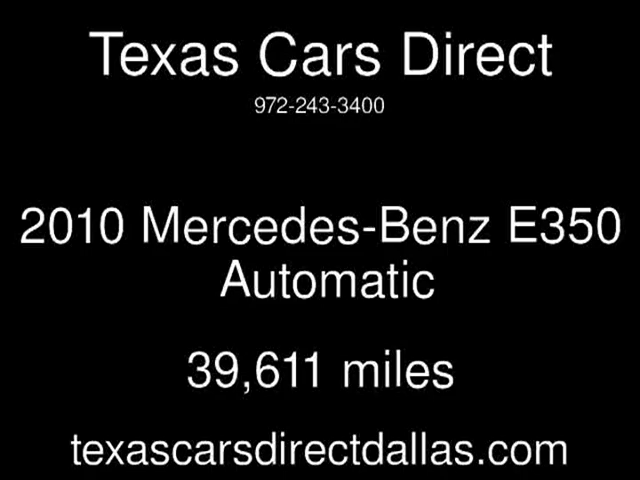 Texas Cars Direct
972-243-3400
2010 Mercedes-Benz E350
Automatic
39,611 miles
texascarsdirectdallas.com